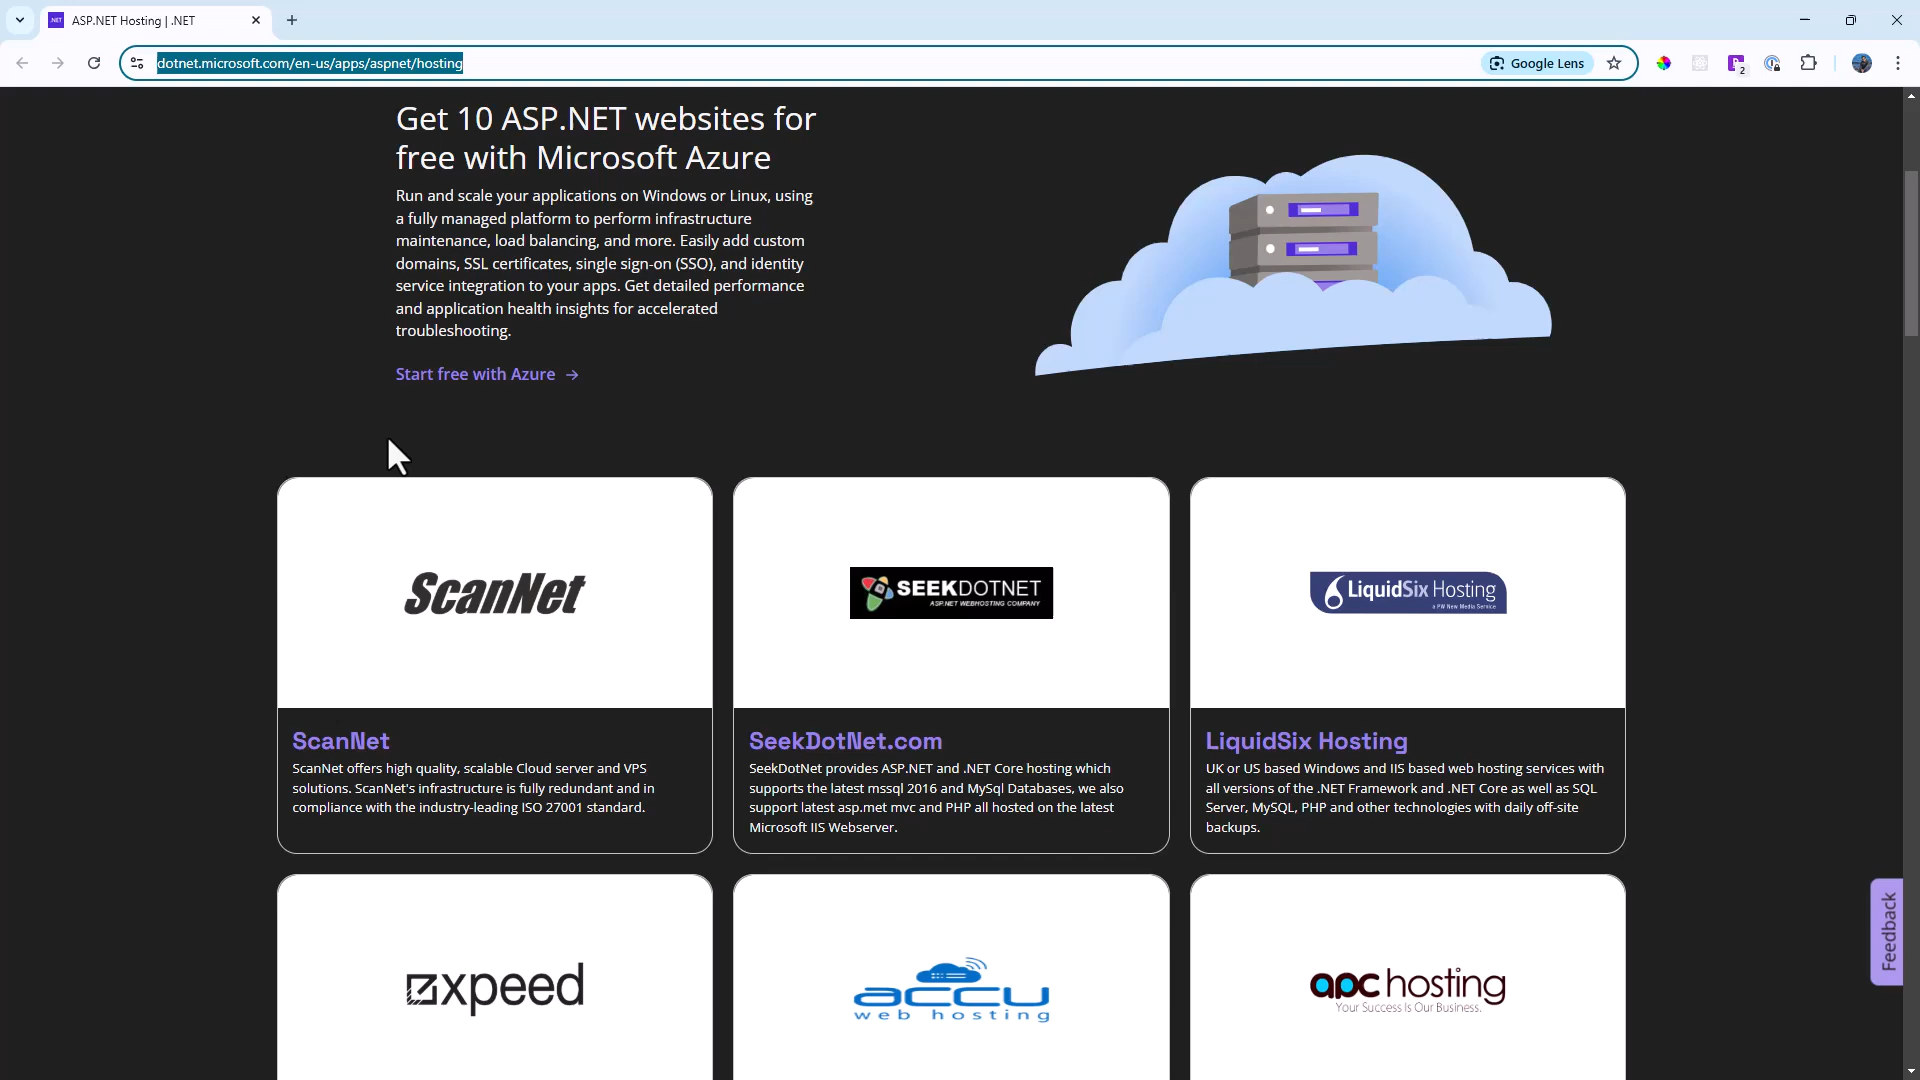 ASP.NET Hosting | .NET
dotnet.microsoft.com/en-us/apps/aspnet/hosting
Google Lens
2
Get 10 ASP.NET websites for
free with Microsoft Azure
Run and scale your applications on Windows or Linux, using
a fully managed platform to perform infrastructure
maintenance, load balancing, and more. Easily add custom
domains, SSL certificates, single sign-on (SSO), and identity
service integration to your apps. Get detailed performance
and application health insights for accelerated
troubleshooting.
Start free with Azure
ScanNet
SEEKDOTNET
ASP.NET WEBHOSTING COMPANY
LiquidSix Hosting
a PW New Media Service
ScanNet
ScanNet offers high quality, scalable Cloud server and VPS
solutions. ScanNet's infrastructure is fully redundant and in
compliance with the industry-leading ISO 27001 standard.
SeekDotNet.com
SeekDotNet provides ASP.NET and .NET Core hosting which
supports the latest mssql 2016 and MySql Databases, we also
support latest asp.met mvc and PHP all hosted on the latest
Microsoft IIS Webserver.
LiquidSix Hosting
UK or US based Windows and IIS based web hosting services with
all versions of the .NET Framework and .NET Core as well as SQL
Server, MySQL, PHP and other technologies with daily off-site
backups.
Feedback
expeed
accu
web hosting
apc hosting
Your Success Is Our Business.